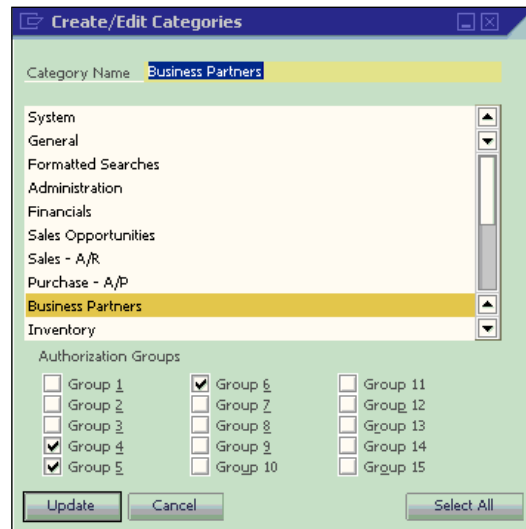 Create/Edit Categories
Category Name Business Partners
System
General
Formatted Searches
Administration
Financials
Sales Opportunities
Sales - A/R
Purchase - A/P
Business Partners
Inventory
Authorization Groups
Group 1 Group 6 Group 11
Group 2 Group 7 Group 12
Group 3 Group 8 Group 13
Group 4 Group 9 Group 14
Group 5 Group 10 Group 15
Update Cancel Select All